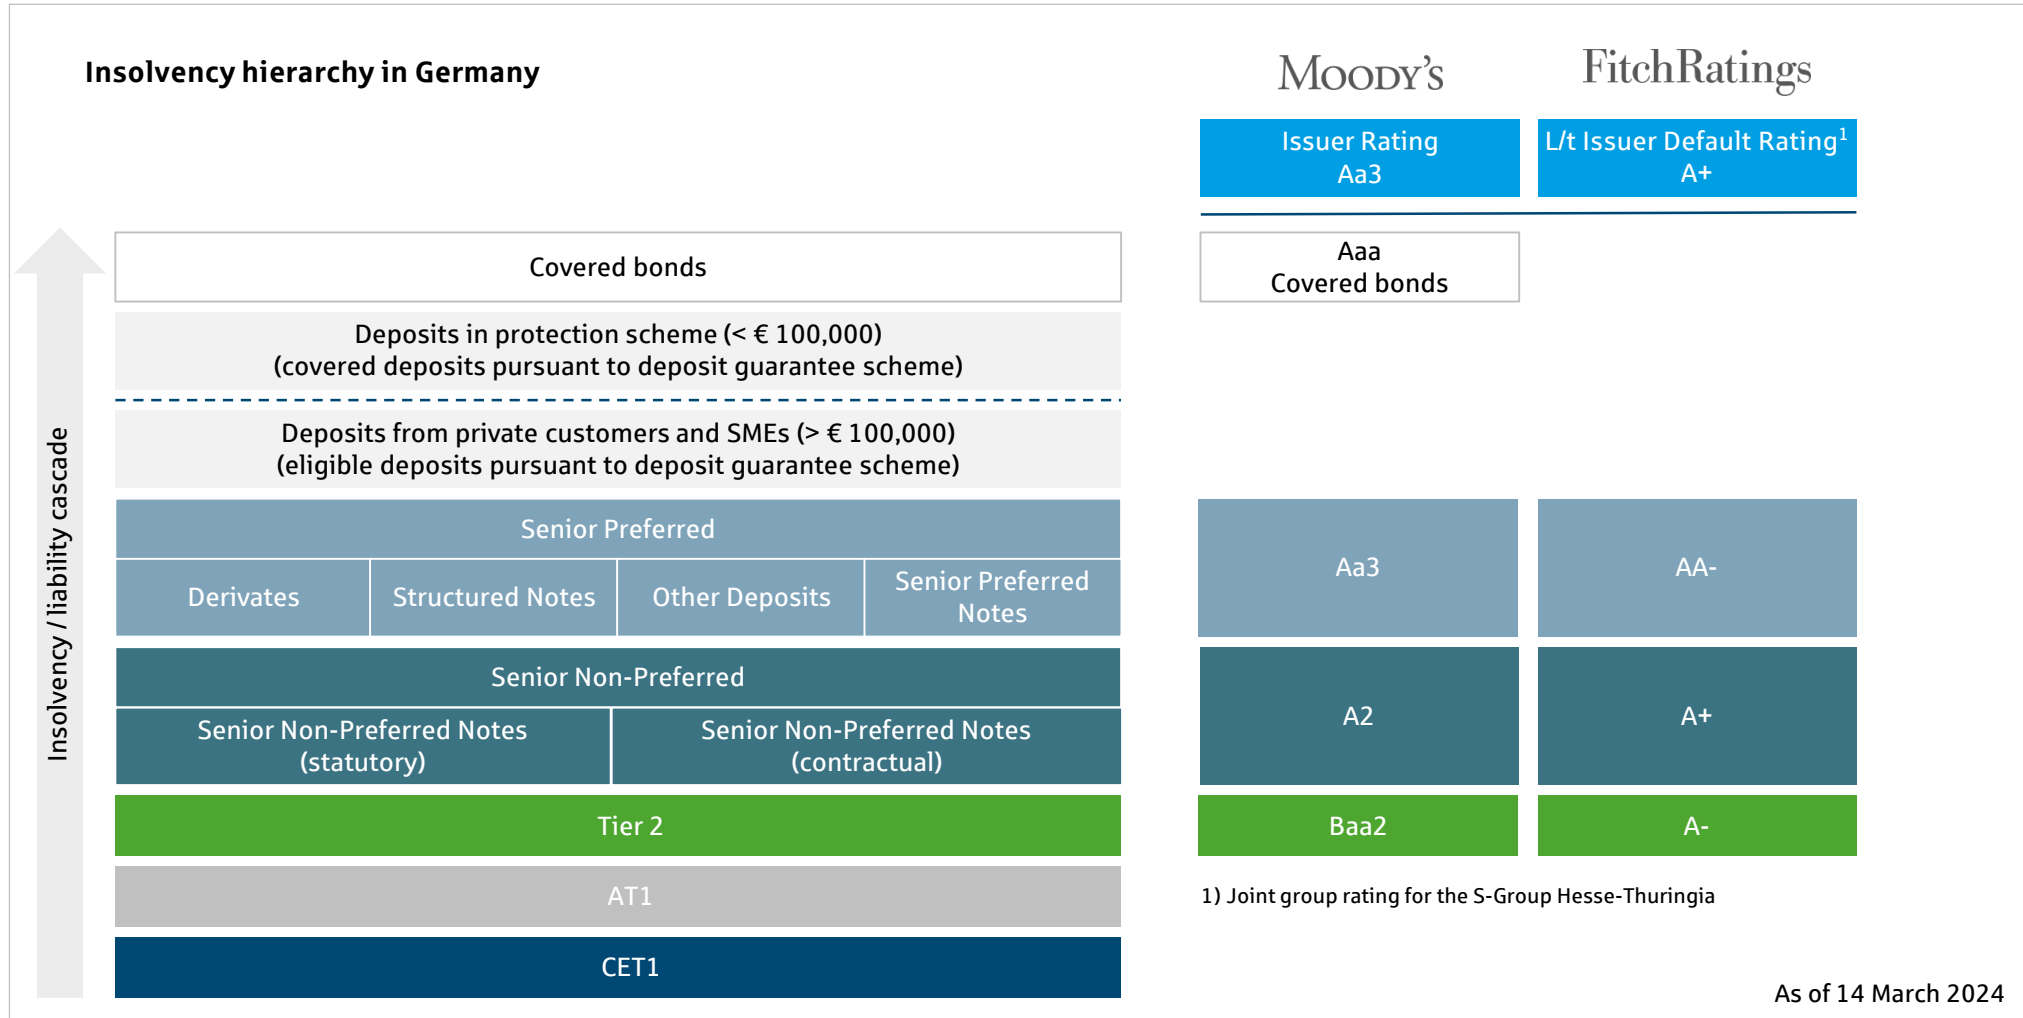 Insolvency hierarchy in Germany
MOODY'S
FitchRatings
Issuer Rating
Aa3
L/t Issuer Default Rating1
A+
Insolvency / liability cascade
Covered bonds
Aaa
Covered bonds
Deposits in protection scheme (< € 100,000)
(covered deposits pursuant to deposit guarantee scheme)
Deposits from private customers and SMEs (> € 100,000)
(eligible deposits pursuant to deposit guarantee scheme)
Senior Preferred
Derivates
Structured Notes
Other Deposits
Senior Preferred
Notes
Aa3
AA-
Senior Non-Preferred
Senior Non-Preferred Notes
(statutory)
Senior Non-Preferred Notes
(contractual)
A2
A+
Tier 2
Baa2
A-
AT1
1) Joint group rating for the S-Group Hesse-Thuringia
CET1
As of 14 March 2024